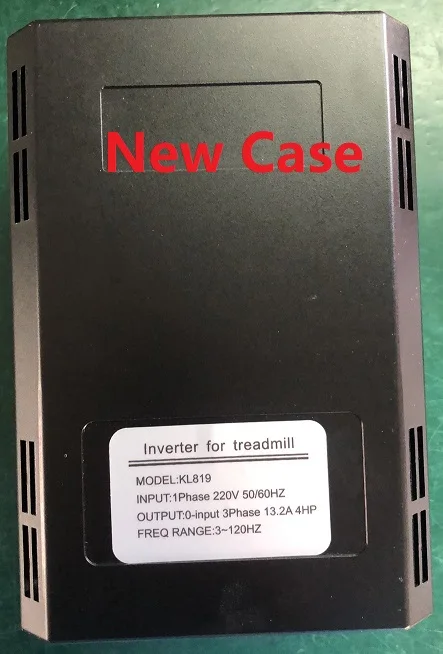 New Case
Inverter for treadmill
MODEL:KL819
INPUT:1Phase 220V 50/60HZ
OUTPUT:0-input 3Phase 13.2A 4HP
FREQ RANGE:3~120HZ